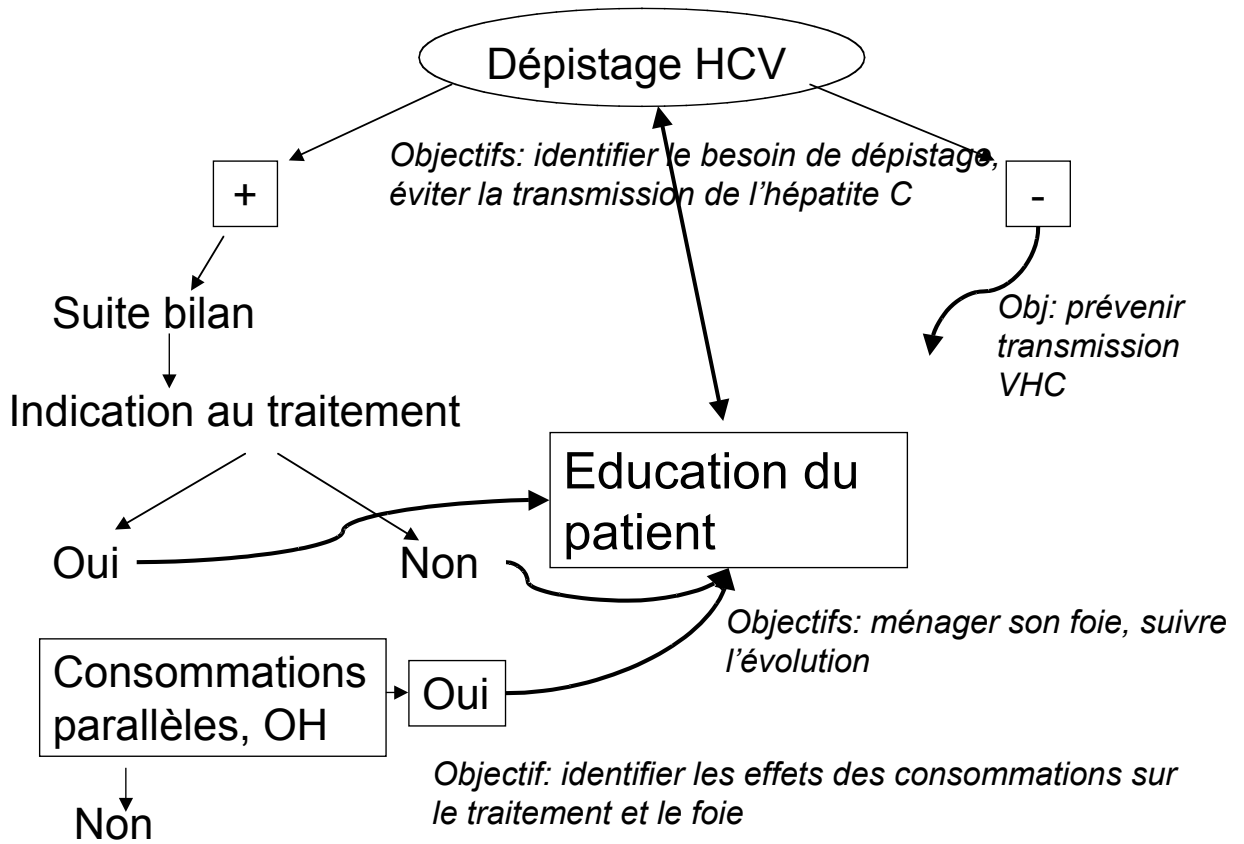 Dépistage HCV
Objectifs: identifier le besoin de dépistage,
éviter la transmission de l'hépatite C
+
-
Suite bilan
Obj: prévenir
transmission
VHC
Indication au traitement
Education du
patient
Oui
Non
Objectifs: ménager son foie, suivre
l'évolution
Consommations
parallèles, OH
Oui
Objectif: identifier les effets des consommations sur
le traitement et le foie
Non